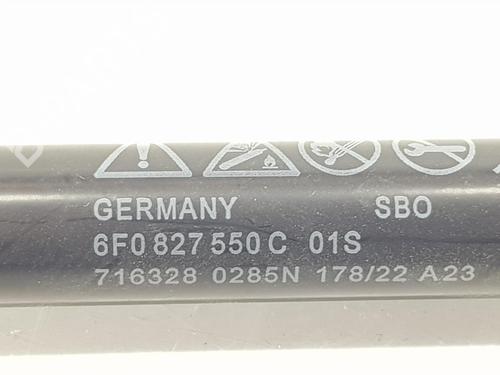 GERMANY SBO
6F0 827 550 C 01S
716328 0285N 178/22 A23